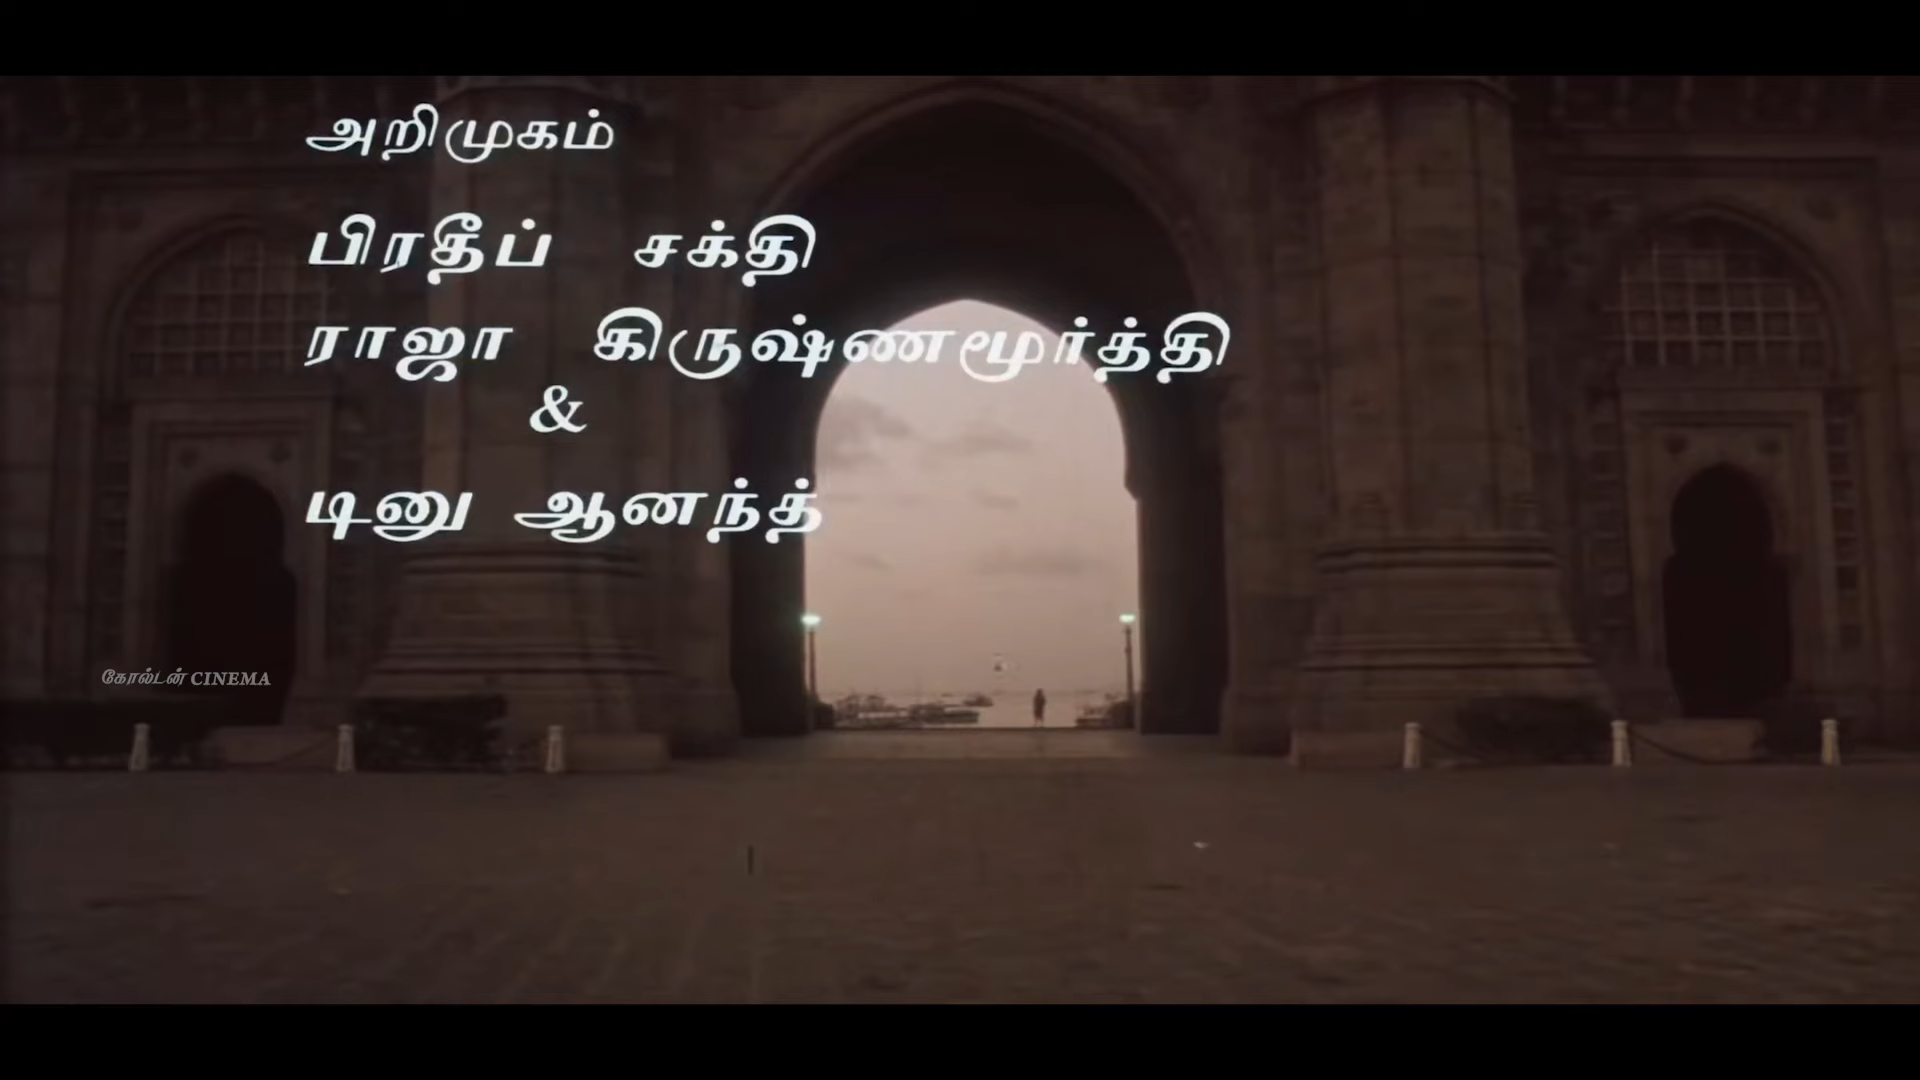 அறிமுகம்
பிரதீப் சக்தி
ராஜா கிருஷ்ணமூர்த்தி
&
டினு ஆனந்த்
கோல்டன் CINEMA